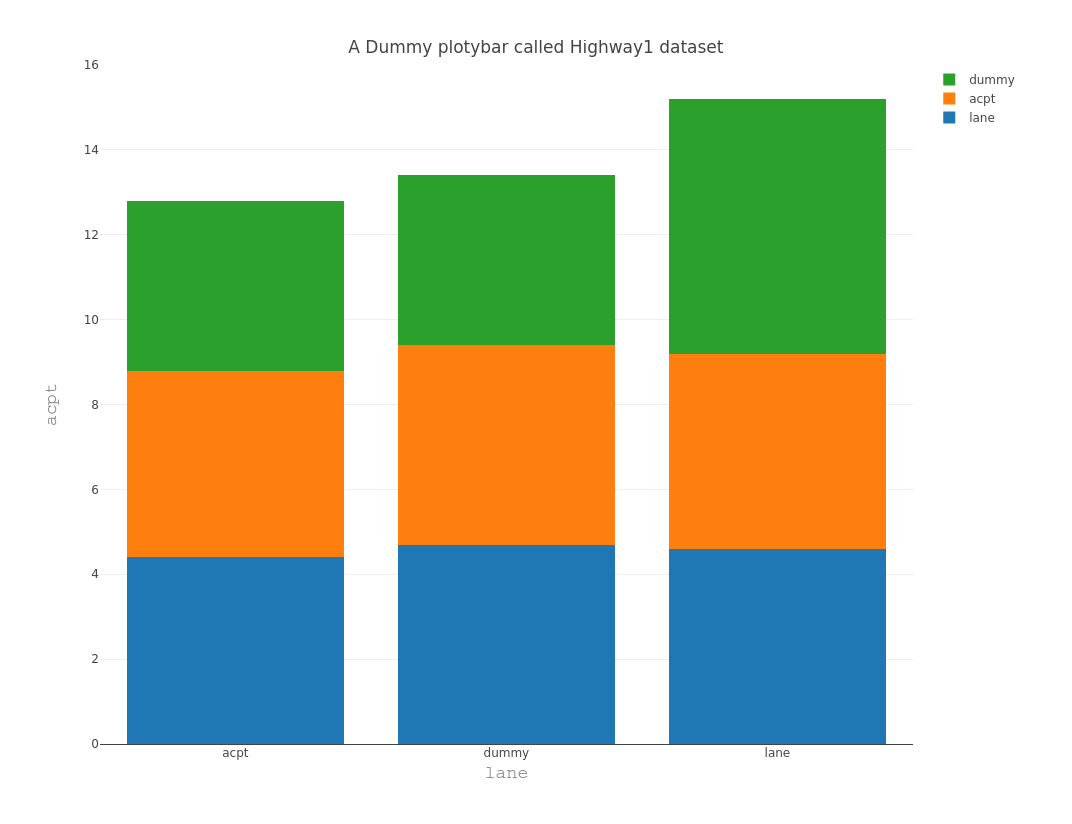 A Dummy plotybar called Highway1 dataset
dummy
acpt
lane
16
14
12
10
8
6
4
2
0
acpt
acpt
dummy
lane
lane